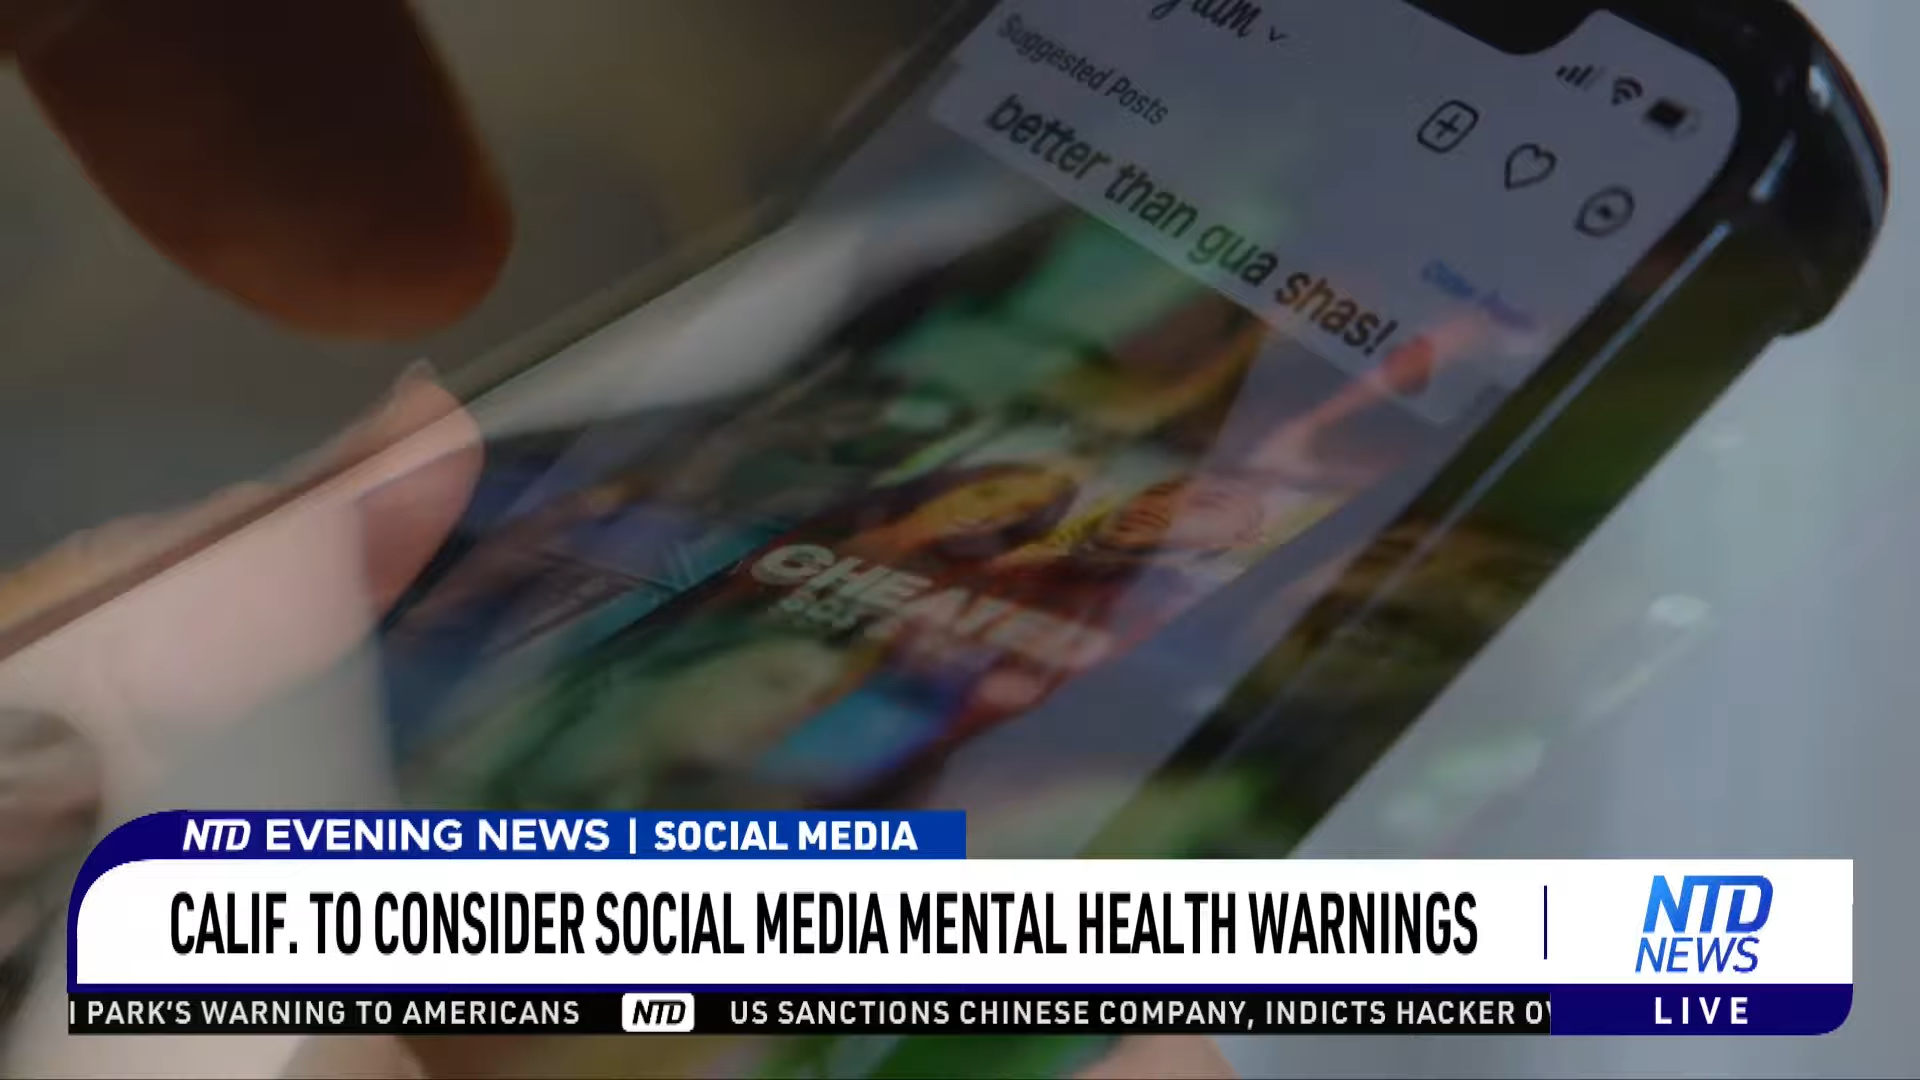 Suggested Posts
better than gua shas!
NTD EVENING NEWS | SOCIAL MEDIA
CALIF. TO CONSIDER SOCIAL MEDIA MENTAL HEALTH WARNINGS
NTD
NEWS
PARK'S WARNING TO AMERICANS NTD US SANCTIONS CHINESE COMPANY, INDICTS HACKER
LIVE